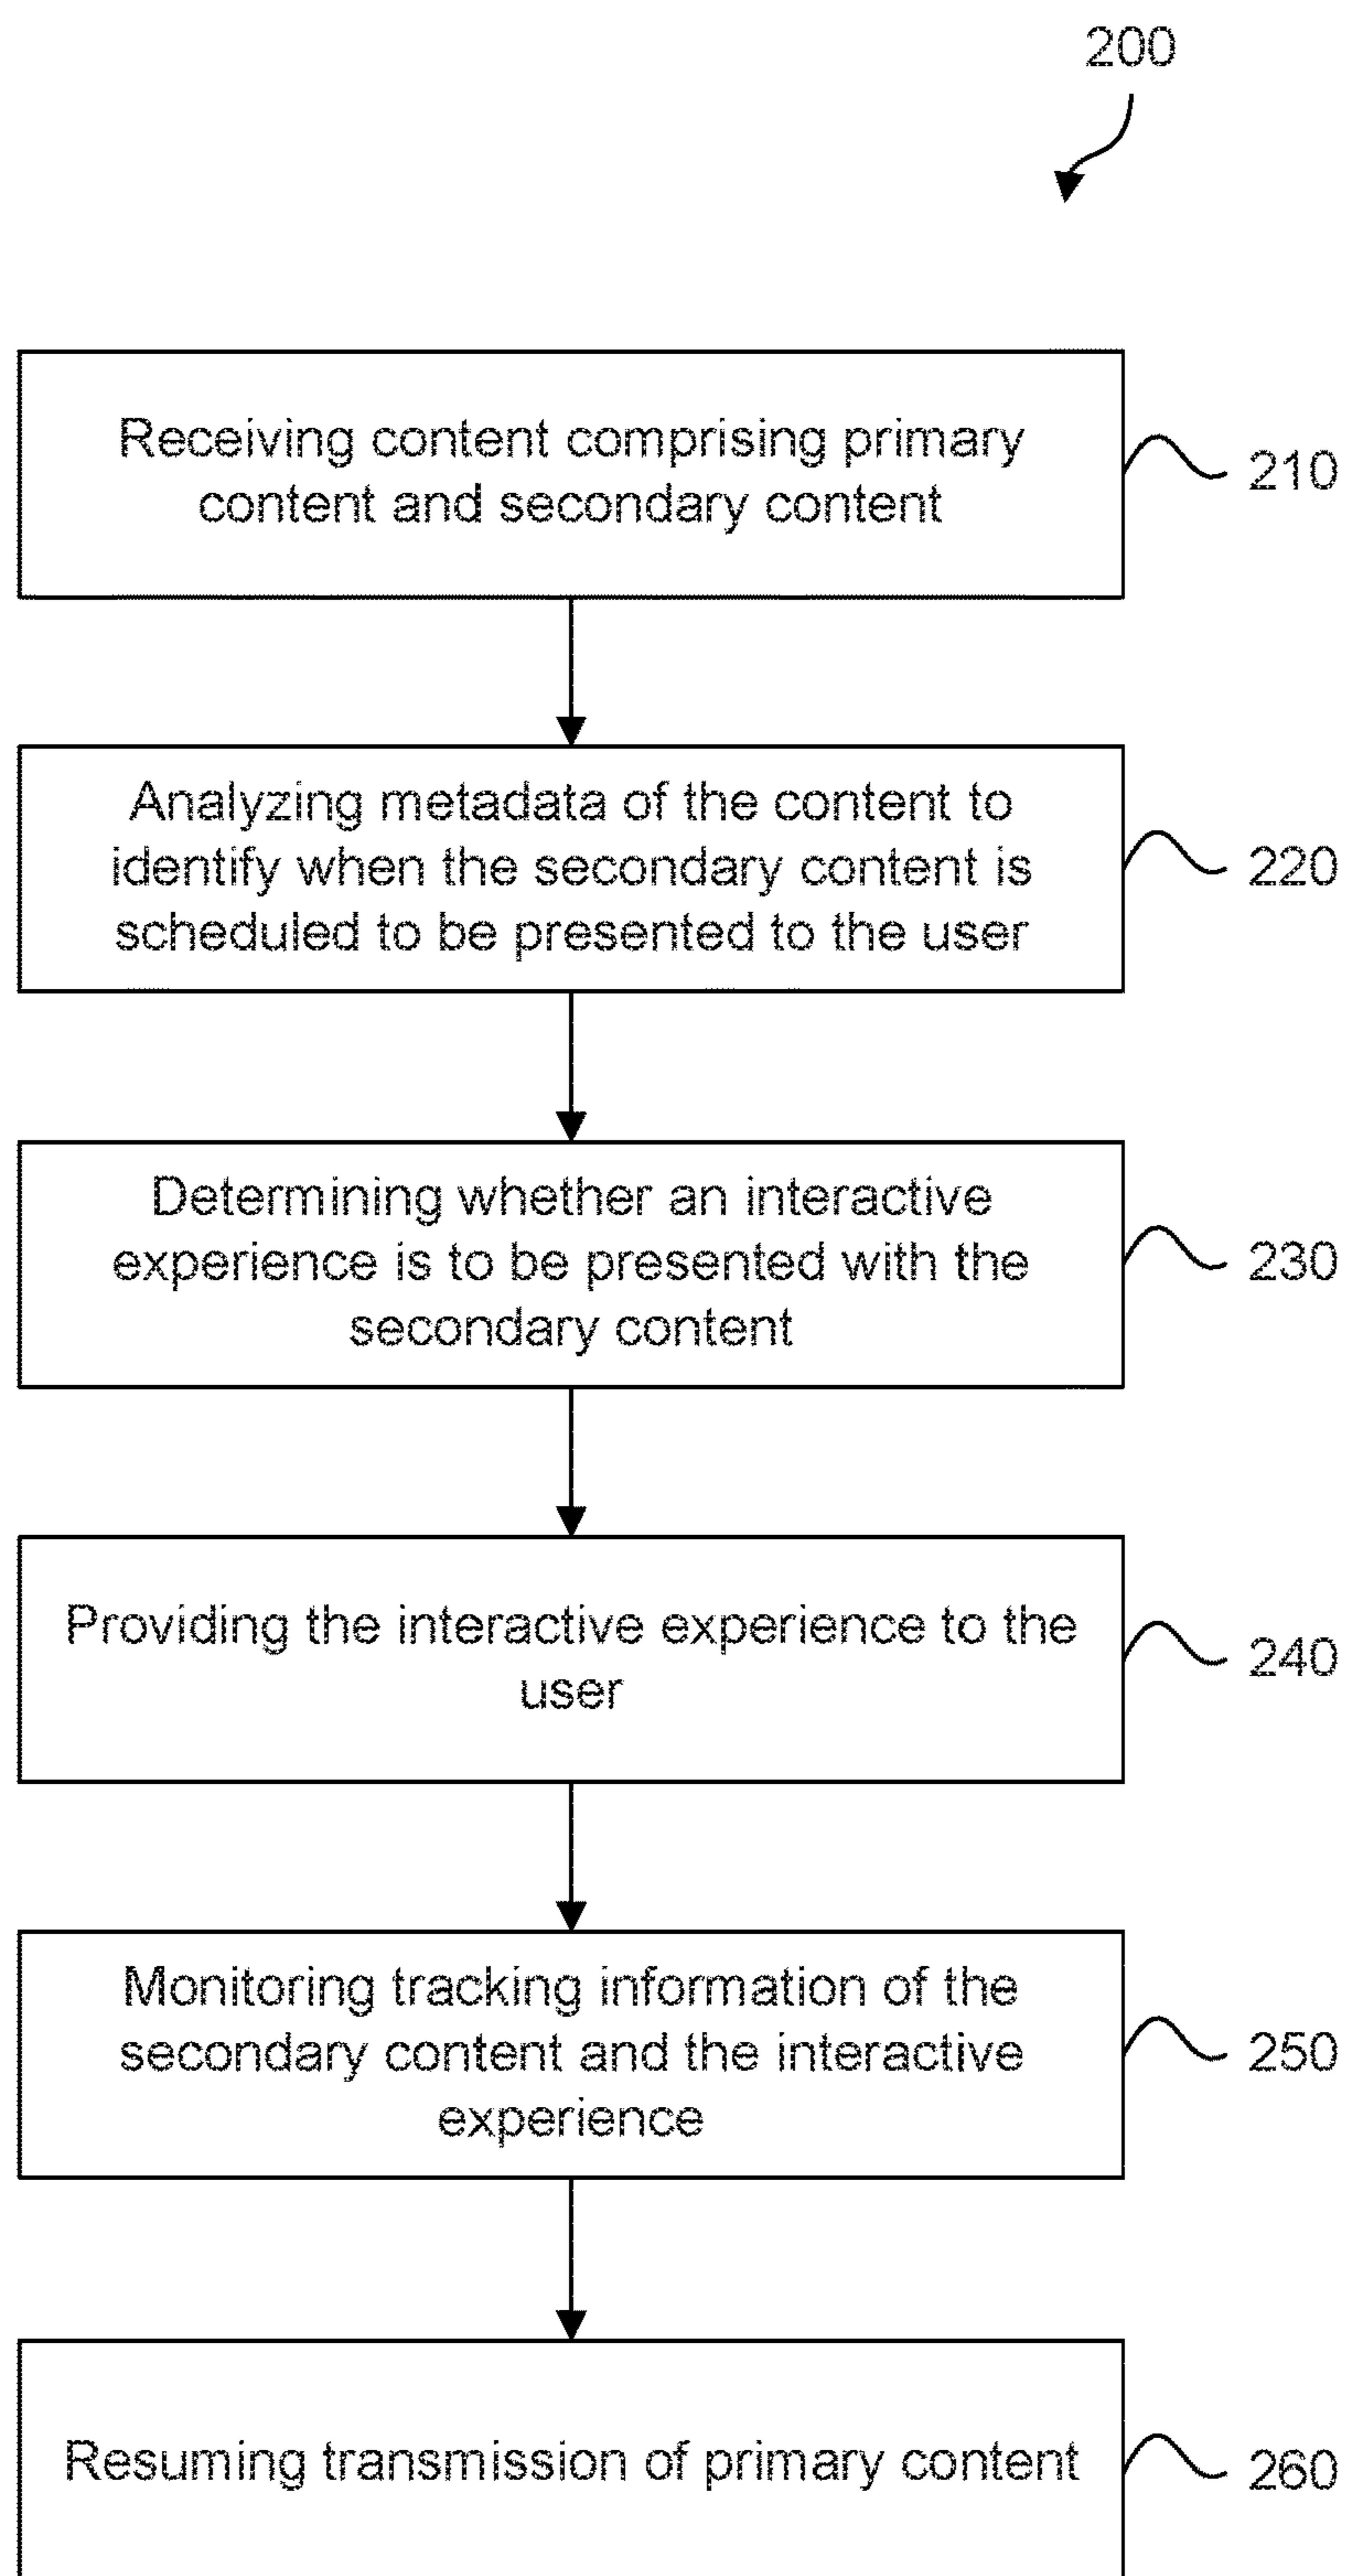 200
Receiving content comprising primary
content and secondary content
210
Analyzing metadata of the content to
identify when the secondary content is
scheduled to be presented to the user
220
Determining whether an interactive
experience is to be presented with the
secondary content
230
Providing the interactive experience to the
user
240
Monitoring tracking information of the
secondary content and the interactive
experience
250
Resuming transmission of primary content
260